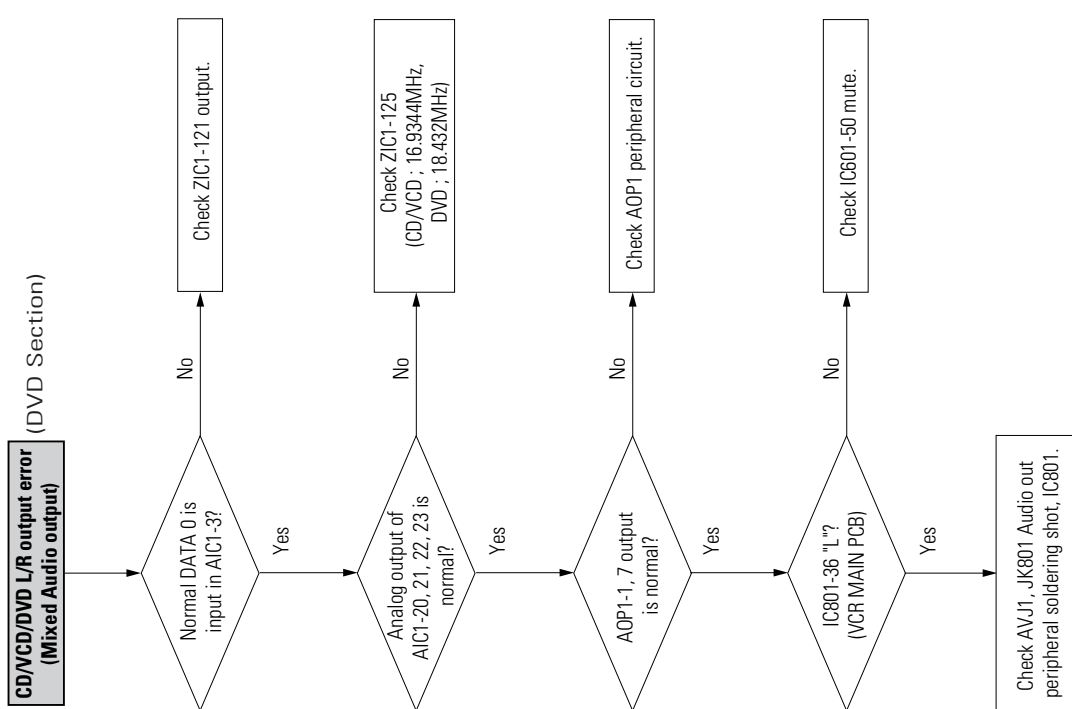 CD/VCD/DVD L/R output error
(Mixed Audio output)
(DVD Section)
Normal DATA 0 is
input in AIC1-3?
No
Check ZIC1-121 output.
Yes
Analog output of
AIC1-20, 21, 22, 23 is
normal?
No
Check ZIC1-125
(CD/VCD ; 16.9344MHz,
DVD ; 18.432MHz)
Yes
AOP1-1, 7 output
is normal?
No
Check AOP1 peripheral circuit.
Yes
IC801-36 "L"?
(VCR MAIN PCB)
No
Check IC601-50 mute.
Yes
Check AVJ1, JK801 Audio out
peripheral soldering shot, IC801.